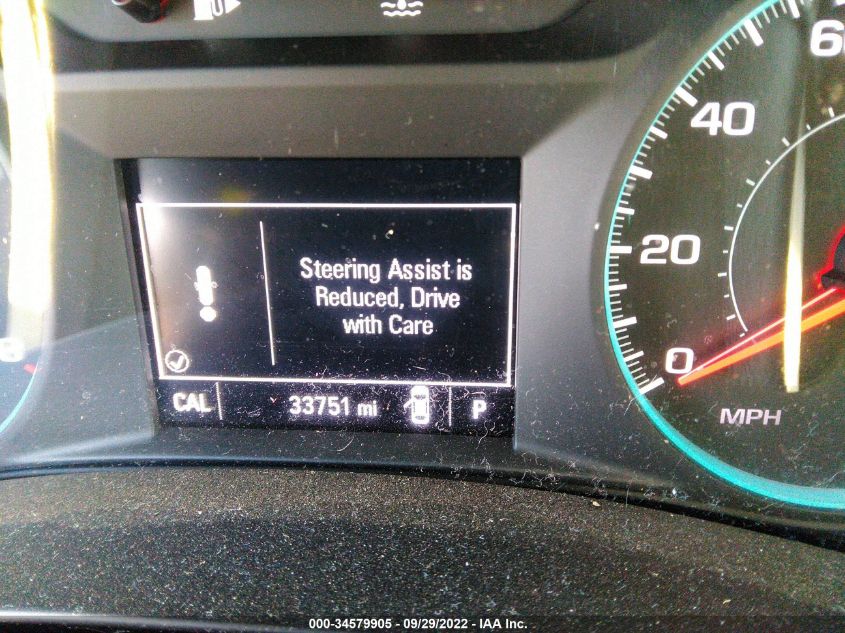 60
40
20
0
MPH
Steering Assist is
Reduced, Drive
with Care
CAL 33751 mi P
000-34579905 - 09/29/2022 - IAA Inc.